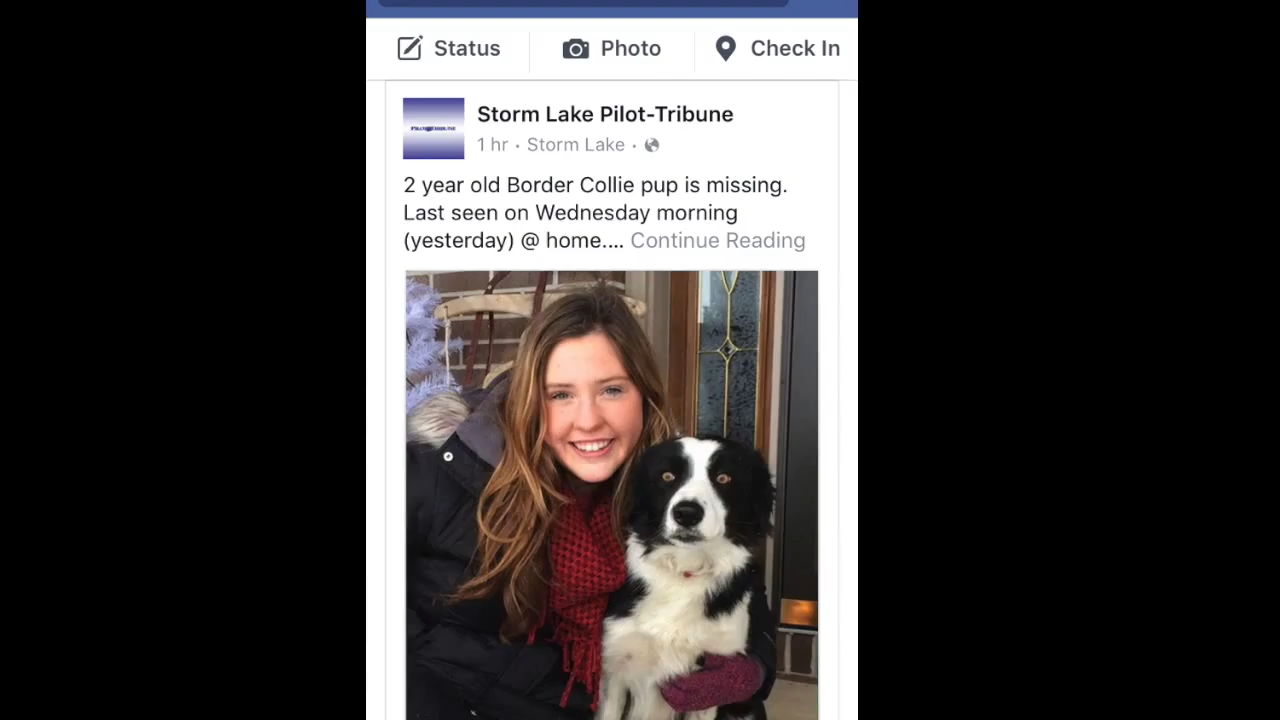 Status Photo Check In
Storm Lake Pilot-Tribune
1 hr · Storm Lake ·
2 year old Border Collie pup is missing.
Last seen on Wednesday morning
(yesterday) @ home.... Continue Reading